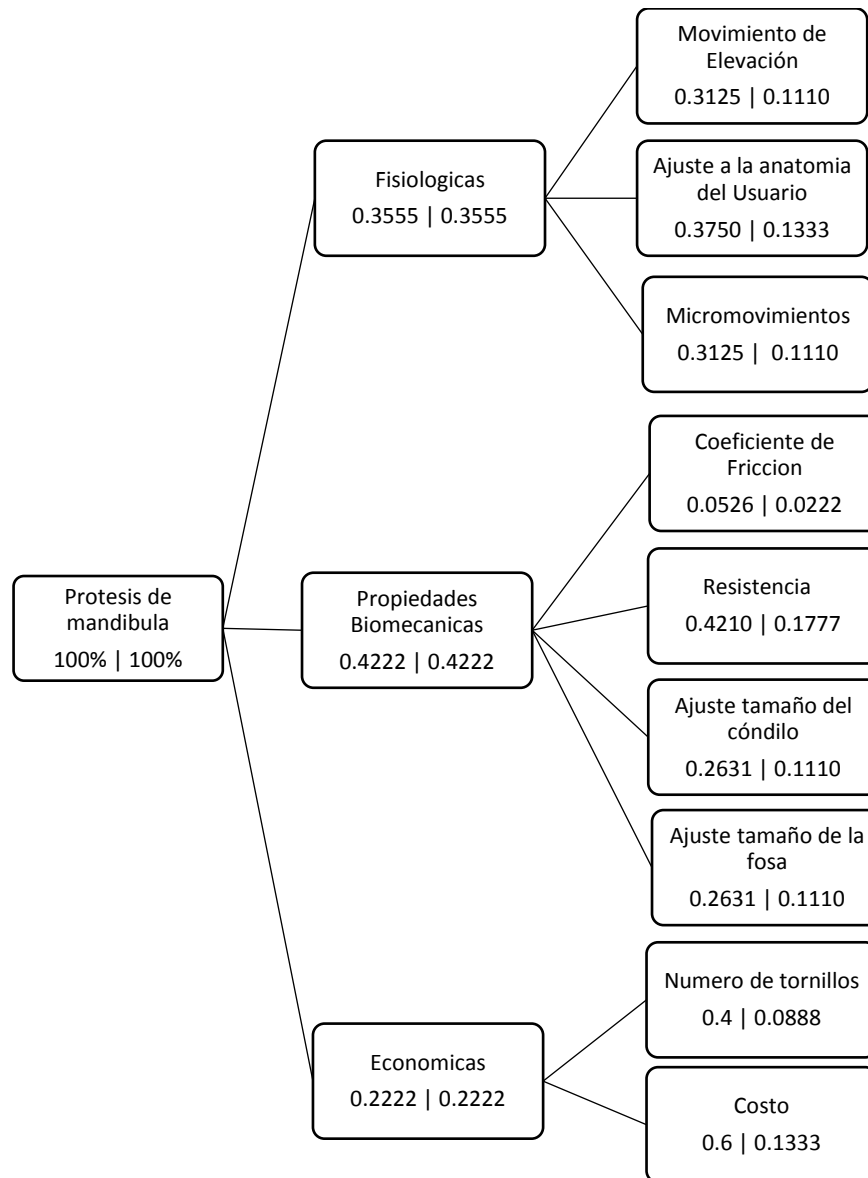 Protesis de
mandibula
100% | 100%
Fisiologicas
0.3555 | 0.3555
Movimiento de
Elevación
0.3125 | 0.1110
Ajuste a la anatomia
del Usuario
0.3750 | 0.1333
Micromovimientos
0.3125 | 0.1110
Propiedades
Biomecanicas
0.4222 | 0.4222
Coeficiente de
Friccion
0.0526 | 0.0222
Resistencia
0.4210 | 0.1777
Ajuste tamaño del
cóndilo
0.2631 | 0.1110
Ajuste tamaño de la
fosa
0.2631 | 0.1110
Economicas
0.2222 | 0.2222
Numero de tornillos
0.4 | 0.0888
Costo
0.6 | 0.1333